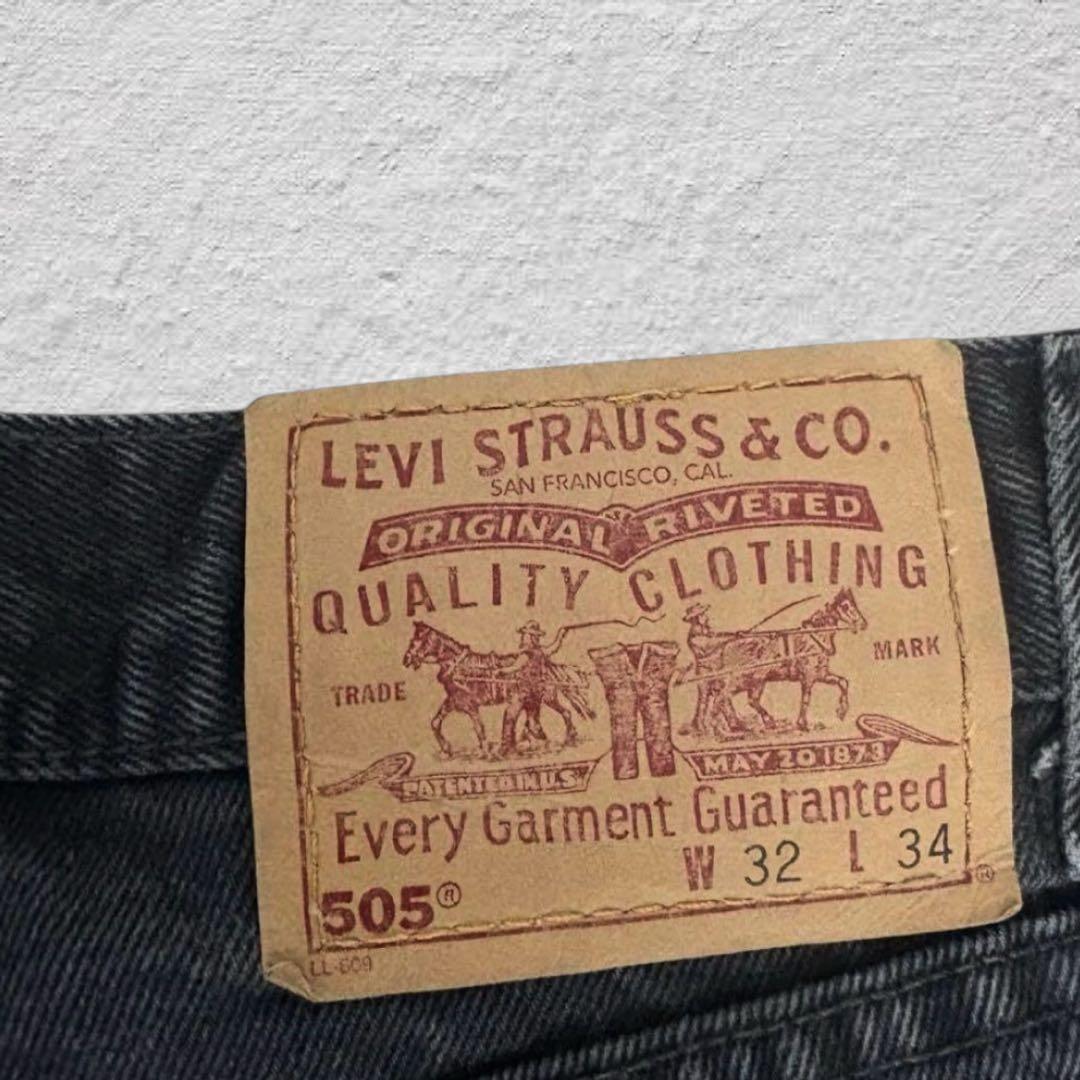 LEVI STRAUSS & CO.
SAN FRANCISCO, CAL.
ORIGINAL RIVETED
QUALITY CLOTHING
TRADE MARK
PATENTED IN U.S. MAY 20 1873
Every Garment Guaranteed
W 32 L 34
505®
®
LL-609